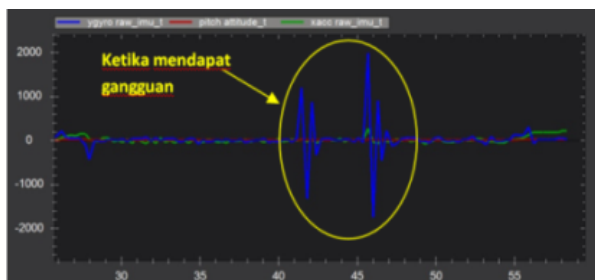 ygyro raw_imu_t pitch attitude_t xacc raw_imu_t
2000
Ketika mendapat
gangguan
1000
0
-1000
-2000
30 35 40 45 50 55